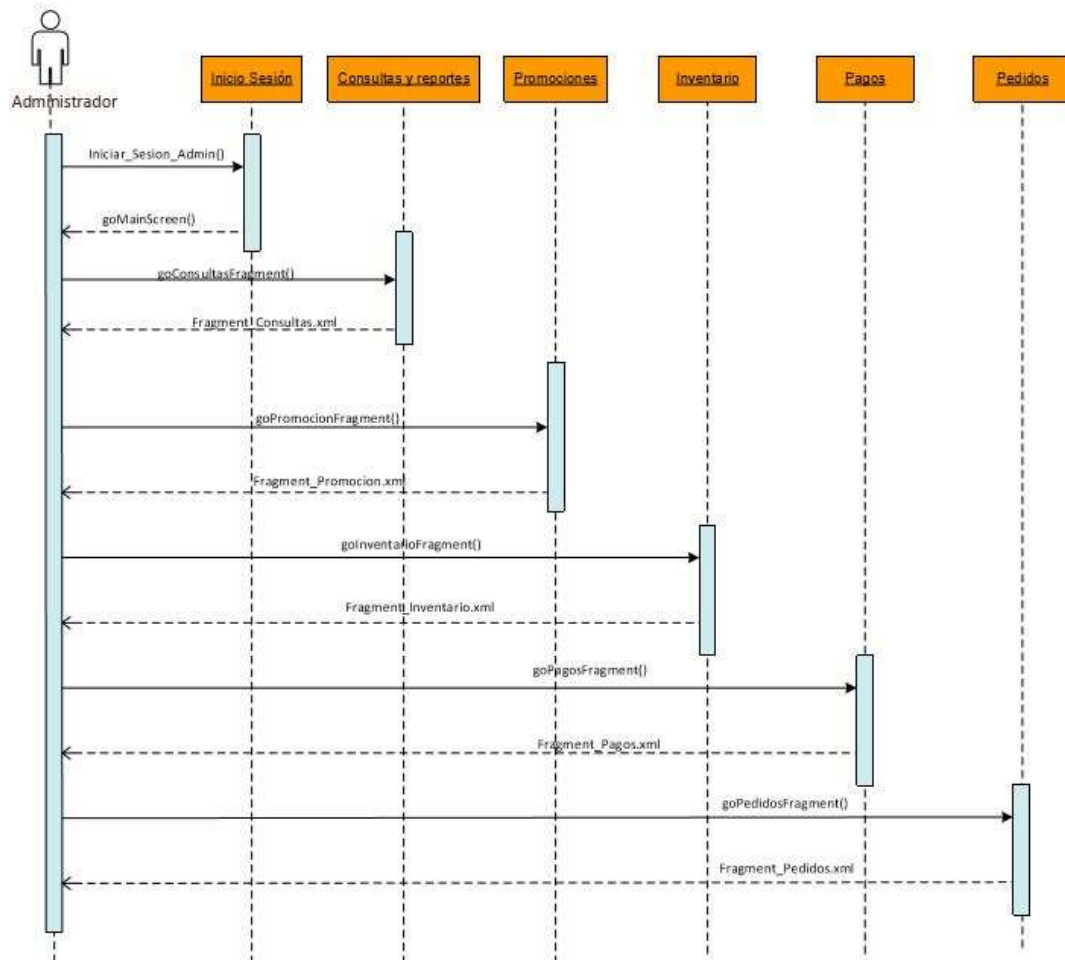 Administrador
Inicio Sesión
Consultas y reportes
Promociones
Inventario
Pagos
Pedidos
Iniciar_Sesion_Admin()
goMainScreen()
goConsultasFragment()
Fragment_Consultas.xml
goPromocionFragment()
Fragment_Promocion.xml
goInventarioFragment()
Fragment_Inventario.xml
goPagosFragment()
Fragment_Pagos.xml
goPedidosFragment()
Fragment_Pedidos.xml